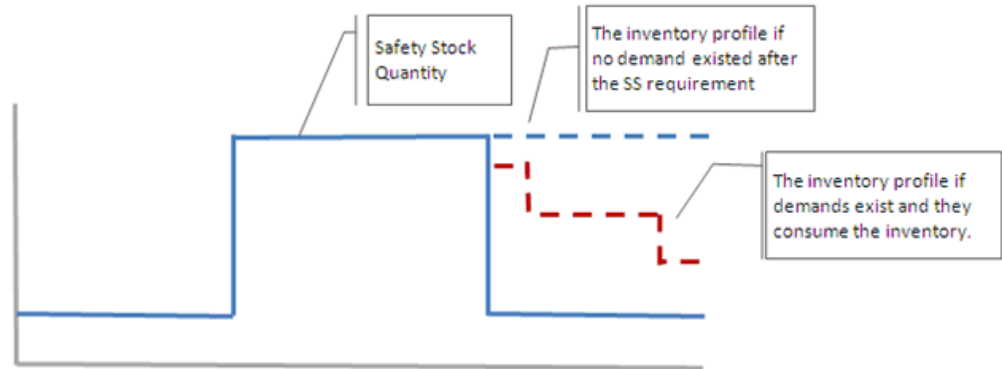 Safety Stock
Quantity
The inventory profile if
no demand existed after
the SS requirement
The inventory profile if
demands exist and they
consume the inventory.